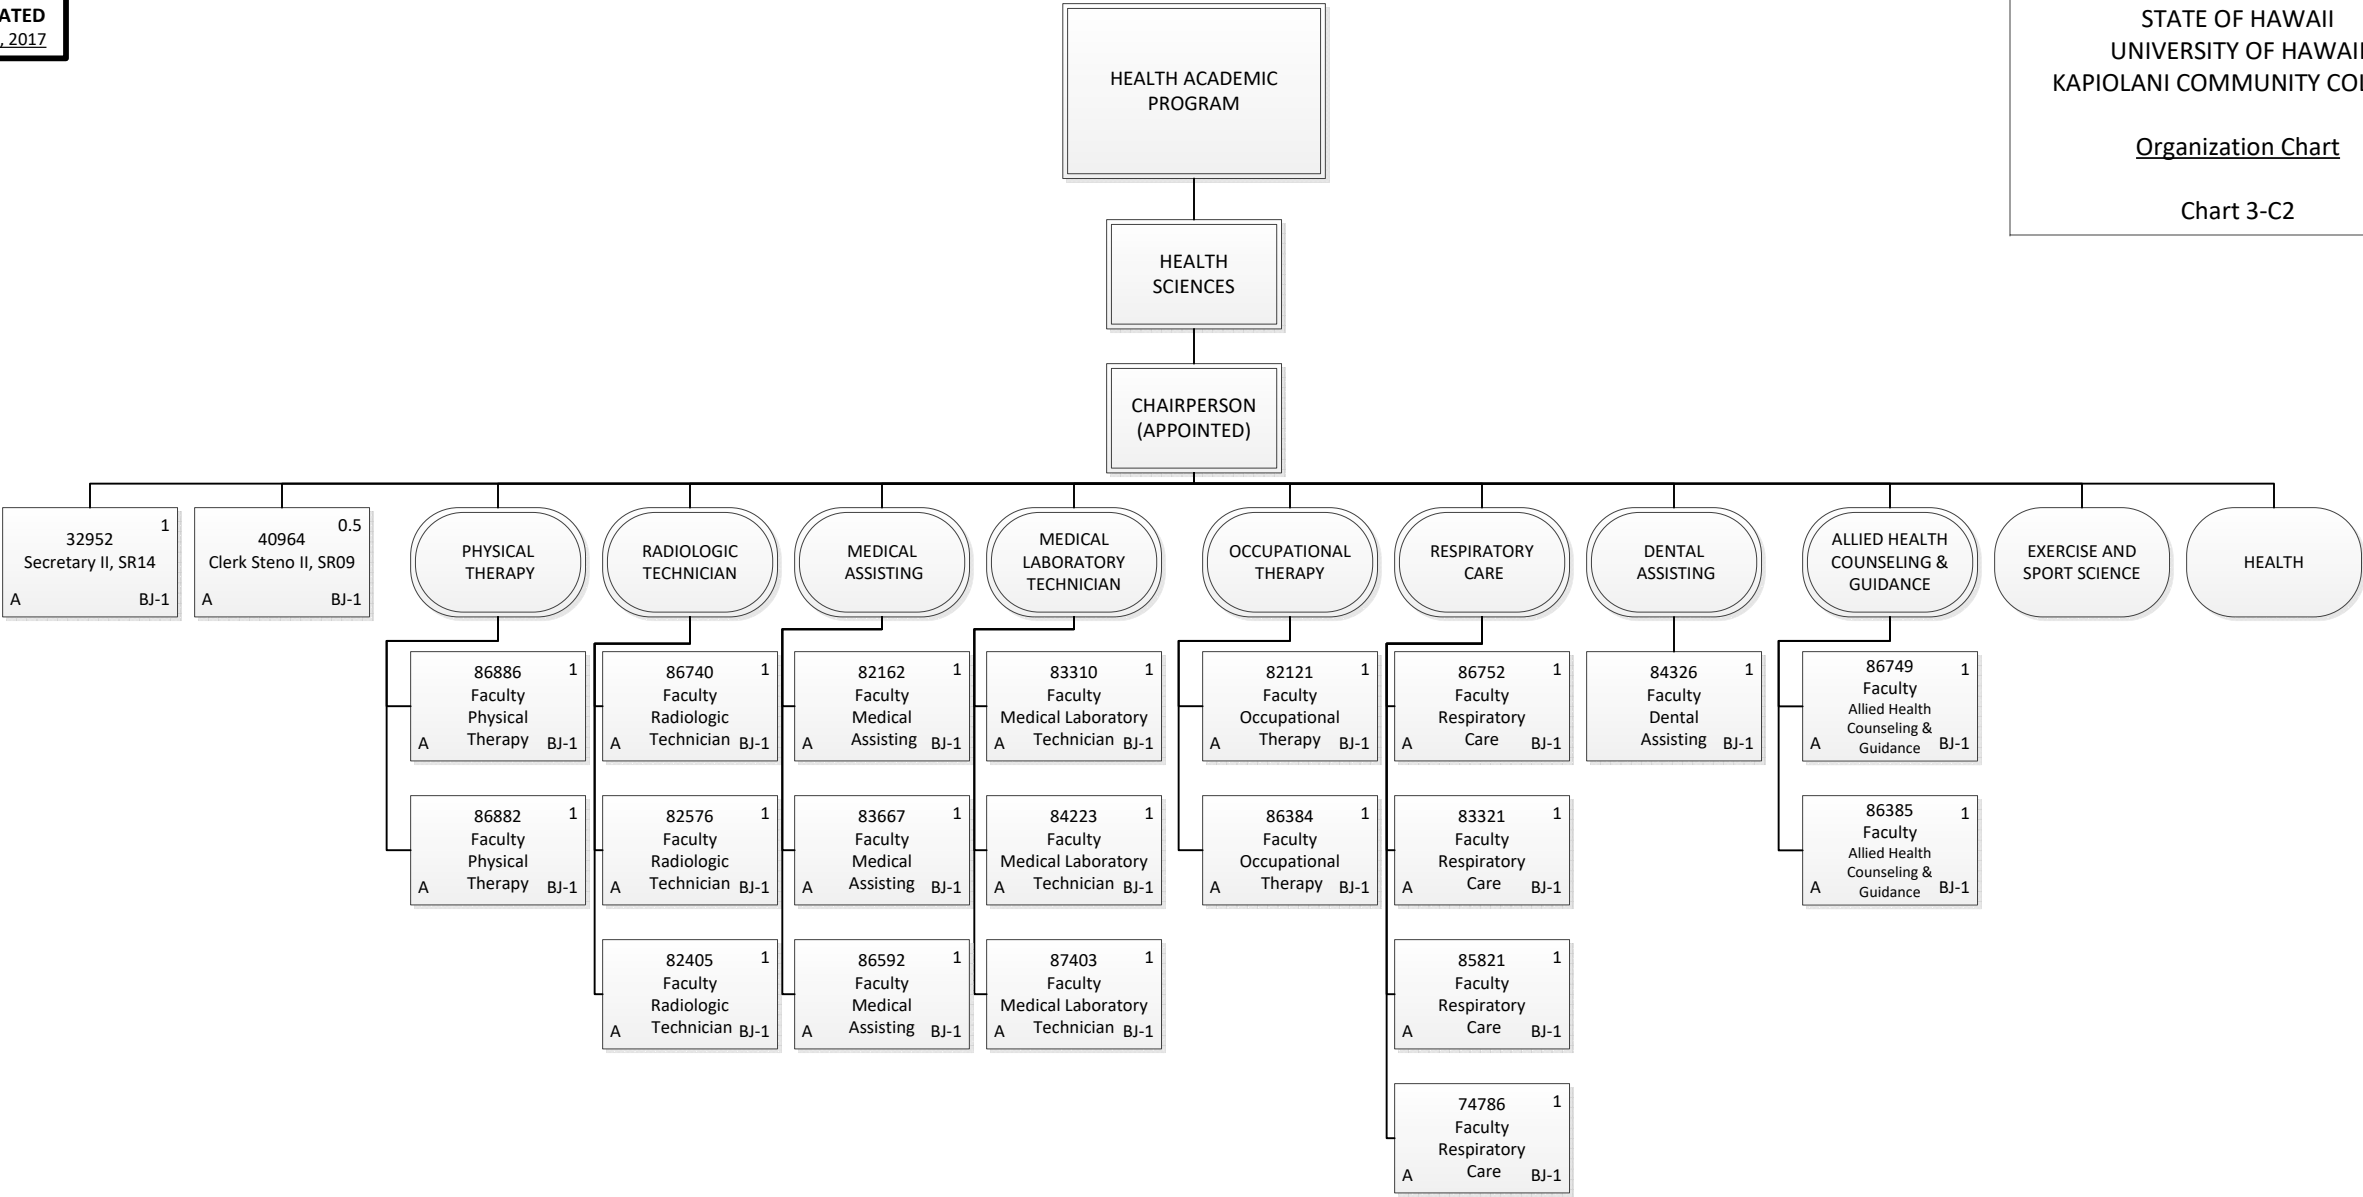 , 2017
STATE OF HAWAII
UNIVERSITY OF HAWAII
KAPIOLANI COMMUNITY
Organization Chart
Chart 3-C2
HEALTH ACADEMIC
PROGRAM
HEALTH
SCIENCES
CHAIRPERSON
(APPOINTED)
1
32952
Secretary II, SR14
A BJ-1
0.5
40964
Clerk Steno II, SR09
A BJ-1
PHYSICAL
THERAPY
RADIOLOGIC
TECHNICIAN
MEDICAL
ASSISTING
MEDICAL
LABORATORY
TECHNICIAN
OCCUPATIONAL
THERAPY
RESPIRATORY
CARE
DENTAL
ASSISTING
ALLIED HEALTH
COUNSELING &
GUIDANCE
EXERCISE AND
SPORT SCIENCE
HEALTH
86886 1
Faculty
Physical
A Therapy BJ-1
86740 1
Faculty
Radiologic
A Technician BJ-1
82162 1
Faculty
Medical
A Assisting BJ-1
83310 1
Faculty
Medical Laboratory
A Technician BJ-1
82121 1
Faculty
Occupational
A Therapy BJ-1
86752 1
Faculty
Respiratory
A Care BJ-1
84326 1
Faculty
Dental
A Assisting BJ-1
86749 1
Faculty
Allied Health
Counseling &
A Guidance BJ-1
86882 1
Faculty
Physical
A Therapy BJ-1
82576 1
Faculty
Radiologic
A Technician BJ-1
83667 1
Faculty
Medical
A Assisting BJ-1
84223 1
Faculty
Medical Laboratory
A Technician BJ-1
86384 1
Faculty
Occupational
A Therapy BJ-1
83321 1
Faculty
Respiratory
A Care BJ-1
86385 1
Faculty
Allied Health
Counseling &
A Guidance BJ-1
82405 1
Faculty
Radiologic
A Technician BJ-1
86592 1
Faculty
Medical
A Assisting BJ-1
87403 1
Faculty
Medical Laboratory
A Technician BJ-1
85821 1
Faculty
Respiratory
A Care BJ-1
74786 1
Faculty
Respiratory
A Care BJ-1